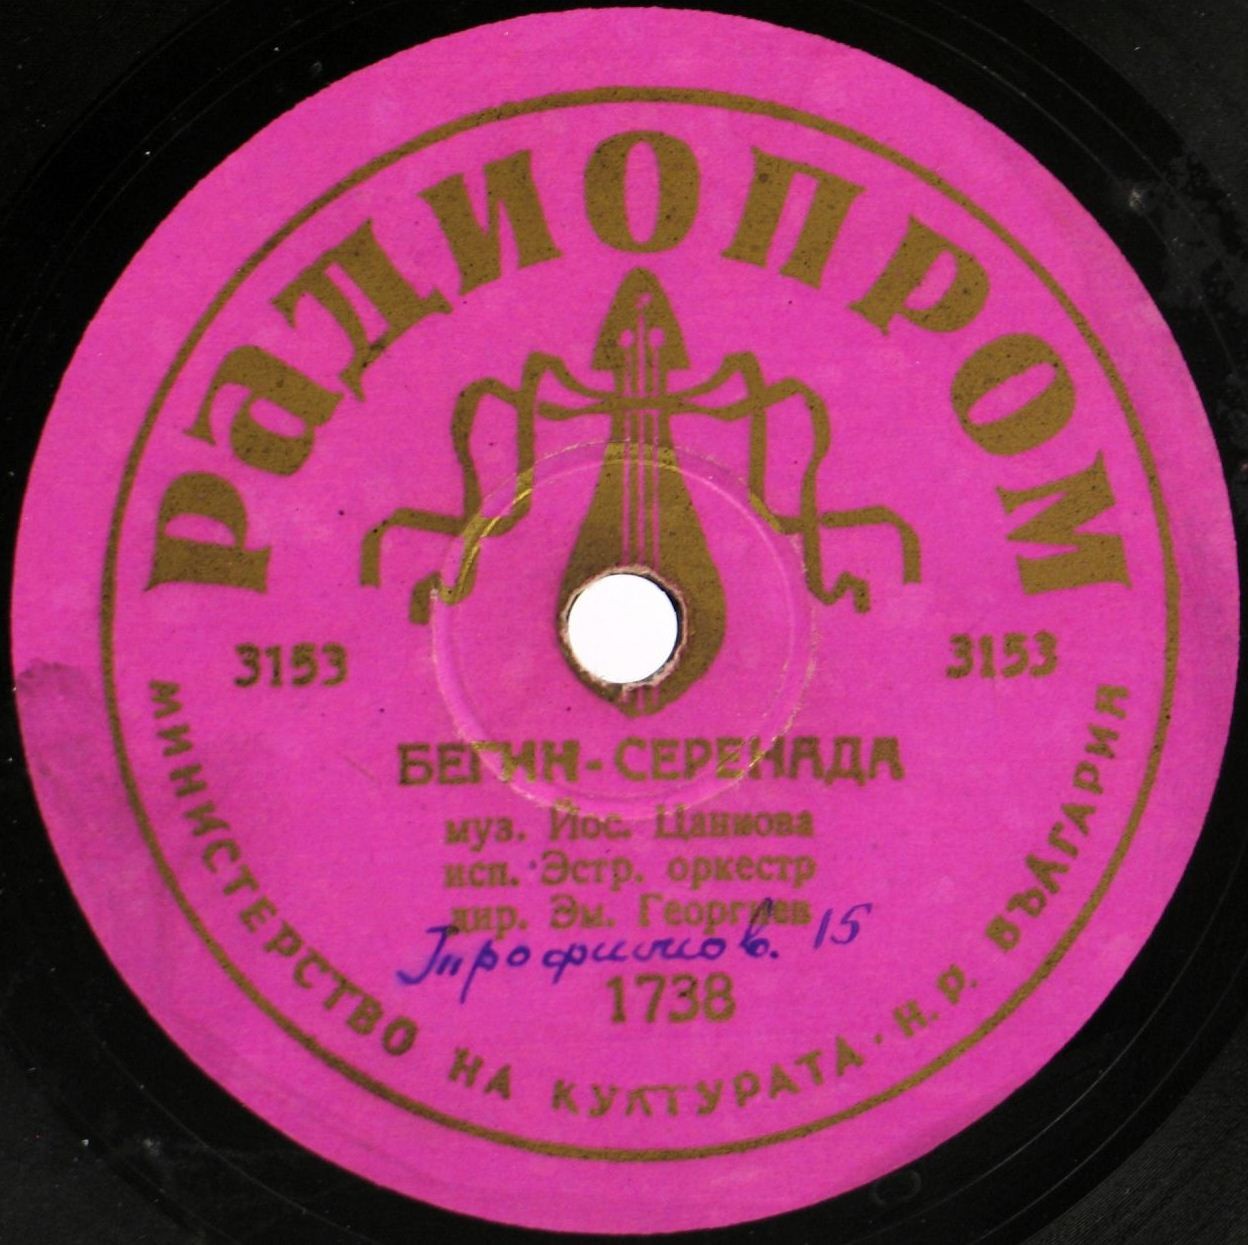 РАДИОПРОМ
3153 3153
БЕГИН-СЕРЕНАДА
муз. Йос. Цанкова
исп. Эстр. оркестр
дир. Эм. Георгиев
Трофимов. 15
1738
МИНИСТЕРСТВО НА КУЛТУРАТА · Н. Р. БЪЛГАРИЯ